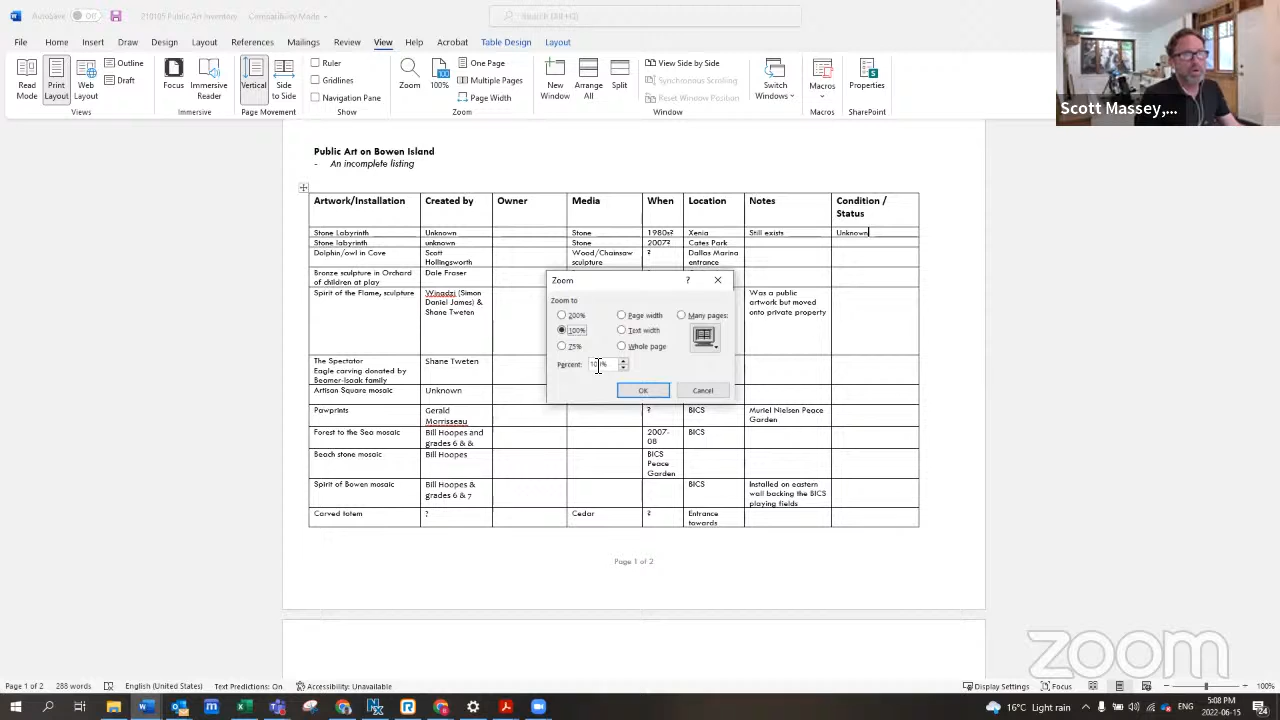 AutoSave Off 210105 Public Art Inventory - Compatibility Mode
Search (Alt+Q)
File Home Insert Draw Design Layout References Mailings Review View Help Acrobat Table Design Layout
Read Mode Print Layout Web Layout Outline Draft
Views
Focus Immersive Reader
Immersive
Vertical Side to Side
Page Movement
Ruler
Gridlines
Navigation Pane
Show
Zoom 100% One Page Multiple Pages Page Width
Zoom
New Window Arrange All Split
View Side by Side
Synchronous Scrolling
Reset Window Position
Switch Windows
Window
Macros
Macros
Properties
SharePoint
Scott Massey,...
Public Art on Bowen Island
- An incomplete listing
Artwork/Installation Created by Owner Media When Location Notes Condition / Status
Stone Labyrinth Unknown Stone 1980s? Xenia Still exists Unknown
Stone labyrinth unknown Stone 2007? Cates Park
Dolphin/owl in Cove Scott Hollingsworth Wood/Chainsaw sculpture ? Dallas Marina entrance
Bronze sculpture in Orchard of children at play Dale Fraser
Spirit of the Flame, sculpture Winadzi (Simon Daniel James) & Shane Tweten Was a public artwork but moved onto private property
The Spectator
Eagle carving donated by Beamer-Isaak family Shane Tweten
Artisan Square mosaic Unknown
Pawprints Gerald Morrisseau ? BICS Muriel Nielsen Peace Garden
Forest to the Sea mosaic Bill Hoopes and grades 6 & 8 2007-08 BICS
Beach stone mosaic Bill Hoopes BICS Peace Garden
Spirit of Bowen mosaic Bill Hoopes & grades 6 & 7 BICS Installed on eastern wall backing the BICS playing fields
Carved totem ? Cedar ? Entrance towards
Page 1 of 2
Zoom ?
Zoom to
200% Page width Many pages:
100% Text width
75% Whole page
Percent:
OK Cancel
zoom
Page 1 of 2 288 words English (United States) Text Predictions: On Accessibility: Unavailable Display Settings Focus 100%
16°C Light rain ENG 5:08 PM
2022-06-15 24